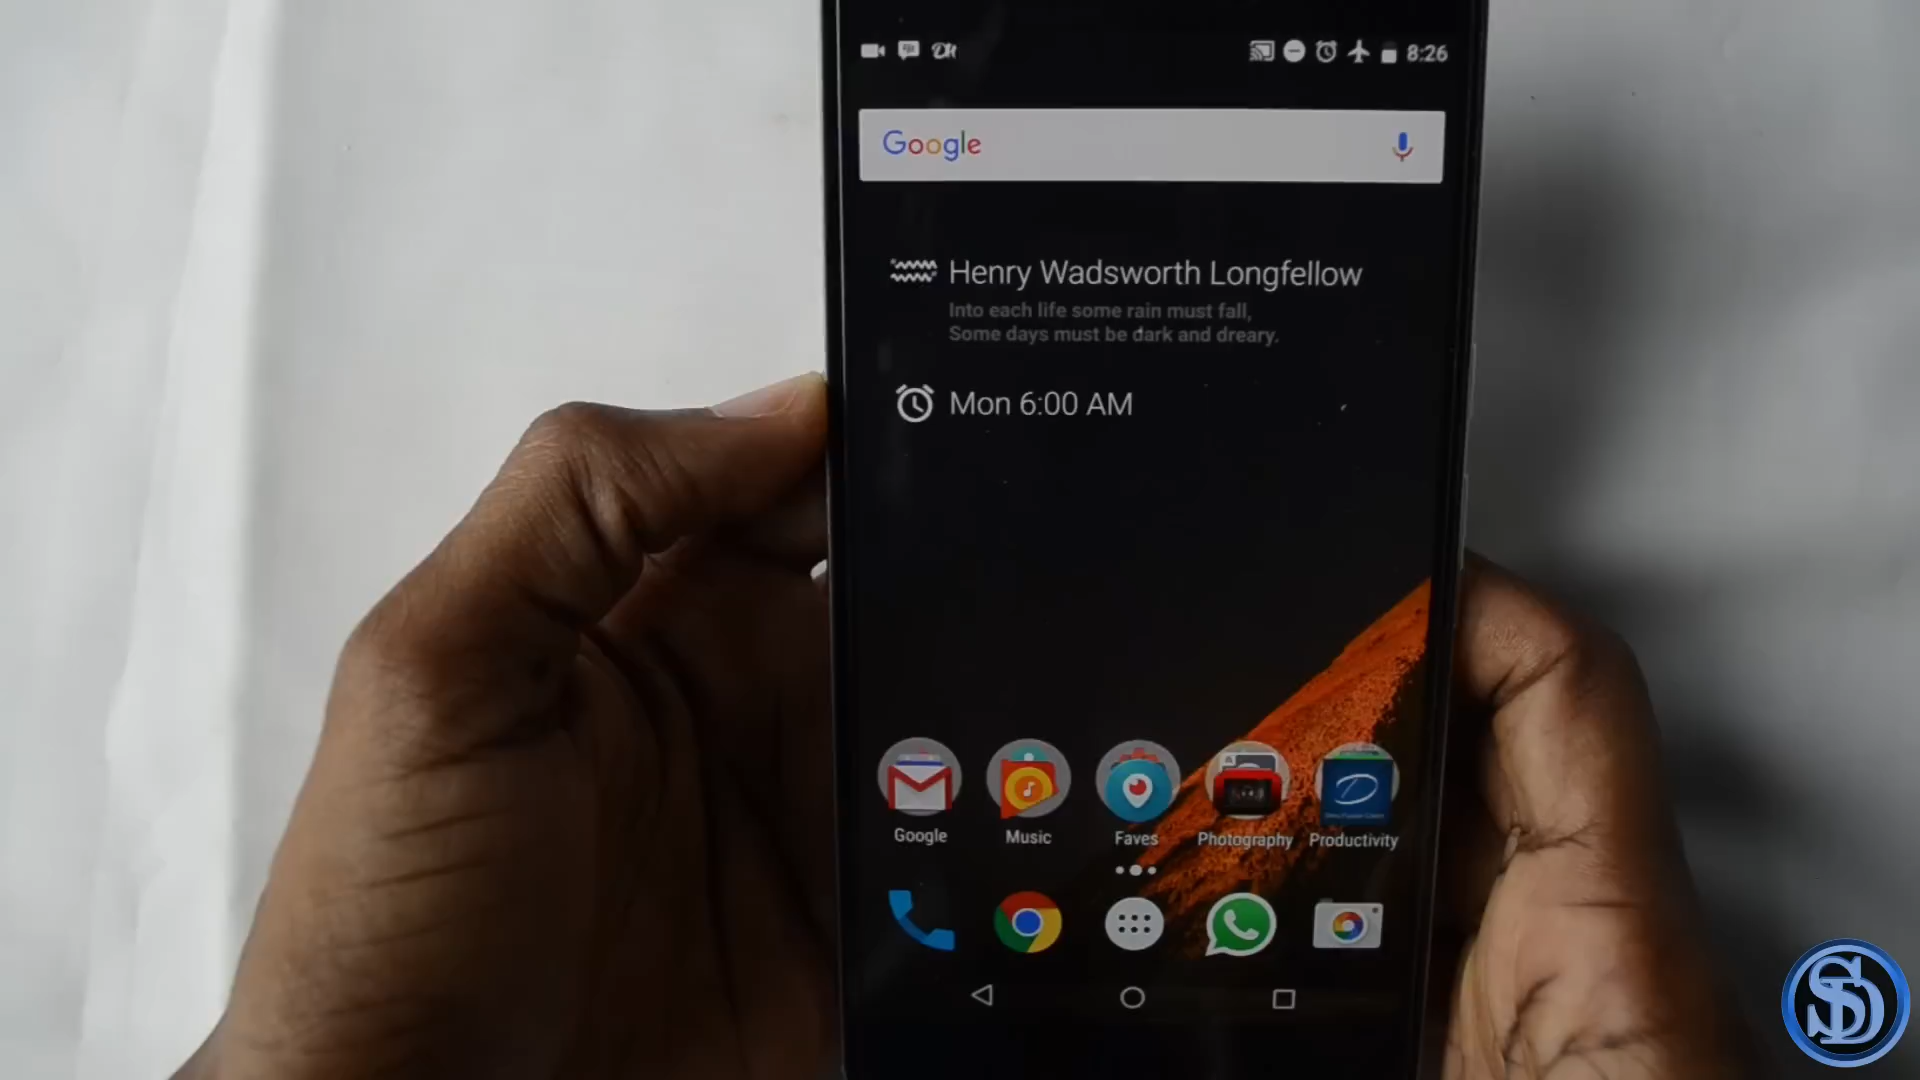 8:26
Google
Henry Wadsworth Longfellow
Into each life some rain must fall,
Some days must be dark and dreary.
Mon 6:00 AM
Google
Music
Faves
Photography
Productivity